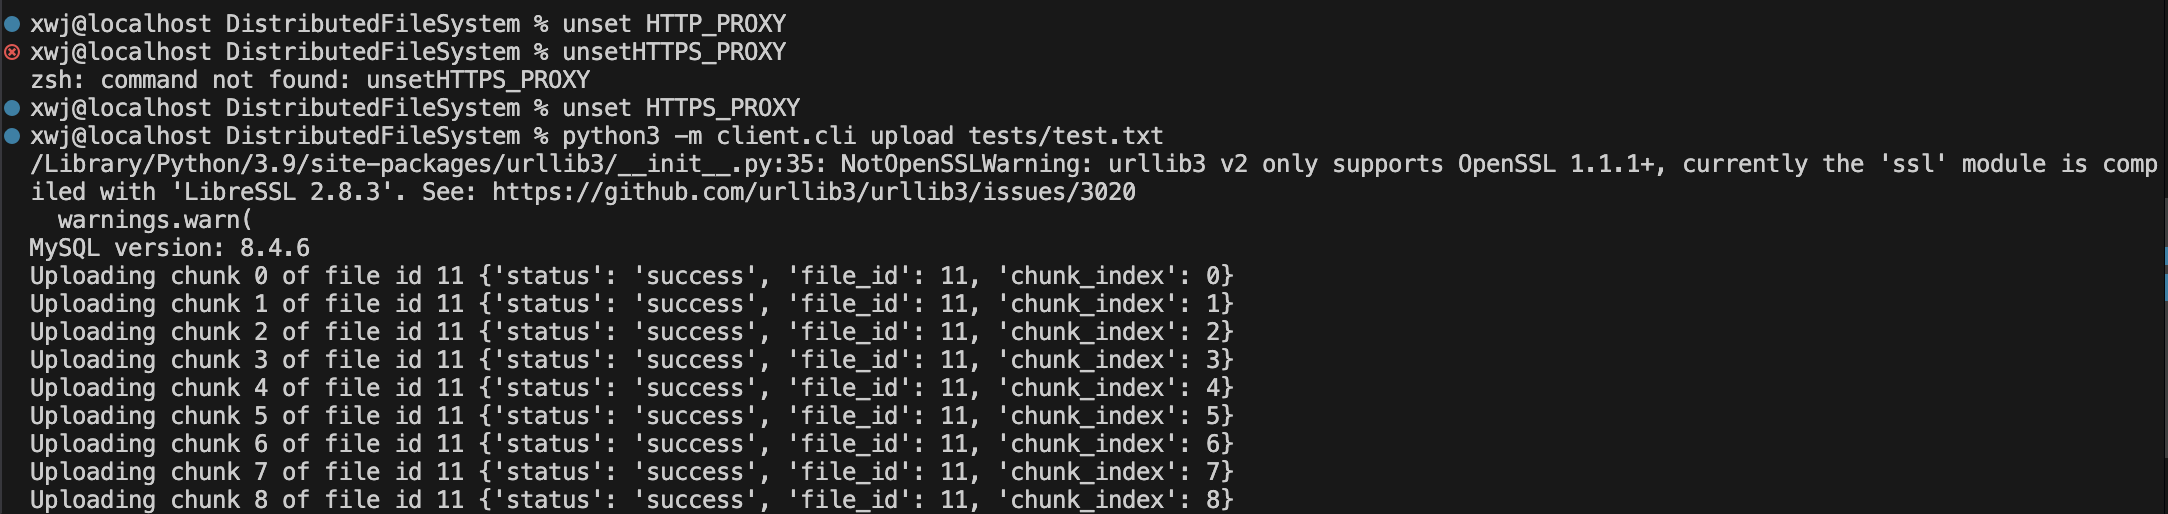 xwj@localhost DistributedFileSystem % unset HTTP_PROXY
xwj@localhost DistributedFileSystem % unsetHTTPS_PROXY
zsh: command not found: unsetHTTPS_PROXY
xwj@localhost DistributedFileSystem % unset HTTPS_PROXY
xwj@localhost DistributedFileSystem % python3 -m client.cli upload tests/test.txt
/Library/Python/3.9/site-packages/urllib3/__init__.py:35: NotOpenSSLWarning: urllib3 v2 only supports OpenSSL 1.1.1+, currently the 'ssl' module is comp
iled with 'LibreSSL 2.8.3'. See: https://github.com/urllib3/urllib3/issues/3020
  warnings.warn(
MySQL version: 8.4.6
Uploading chunk 0 of file id 11 {'status': 'success', 'file_id': 11, 'chunk_index': 0}
Uploading chunk 1 of file id 11 {'status': 'success', 'file_id': 11, 'chunk_index': 1}
Uploading chunk 2 of file id 11 {'status': 'success', 'file_id': 11, 'chunk_index': 2}
Uploading chunk 3 of file id 11 {'status': 'success', 'file_id': 11, 'chunk_index': 3}
Uploading chunk 4 of file id 11 {'status': 'success', 'file_id': 11, 'chunk_index': 4}
Uploading chunk 5 of file id 11 {'status': 'success', 'file_id': 11, 'chunk_index': 5}
Uploading chunk 6 of file id 11 {'status': 'success', 'file_id': 11, 'chunk_index': 6}
Uploading chunk 7 of file id 11 {'status': 'success', 'file_id': 11, 'chunk_index': 7}
Uploading chunk 8 of file id 11 {'status': 'success', 'file_id': 11, 'chunk_index': 8}